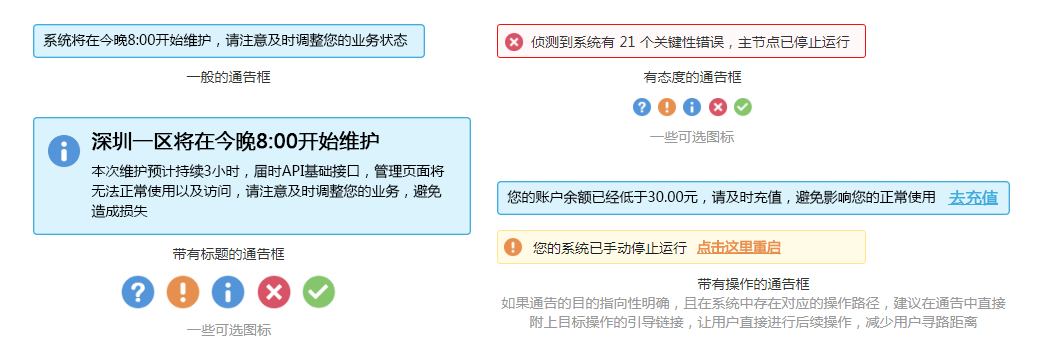 系统将在今晚8:00开始维护，请注意及时调整您的业务状态
一般的通告框
深圳一区将在今晚8:00开始维护
本次维护预计持续3小时，届时API基础接口，管理页面将
无法正常使用以及访问，请注意及时调整您的业务，避免
造成损失
带有标题的通告框
一些可选图标
侦测到系统有 21 个关键性错误，主节点已停止运行
有态度的通告框
一些可选图标
您的账户余额已经低于30.00元，请及时充值，避免影响您的正常使用 去充值
您的系统已手动停止运行 点击这里重启
带有操作的通告框
如果通告的目的指向性明确，且在系统中存在对应的操作路径，建议在通告中直接
附上目标操作的引导链接，让用户直接进行后续操作，减少用户寻路距离